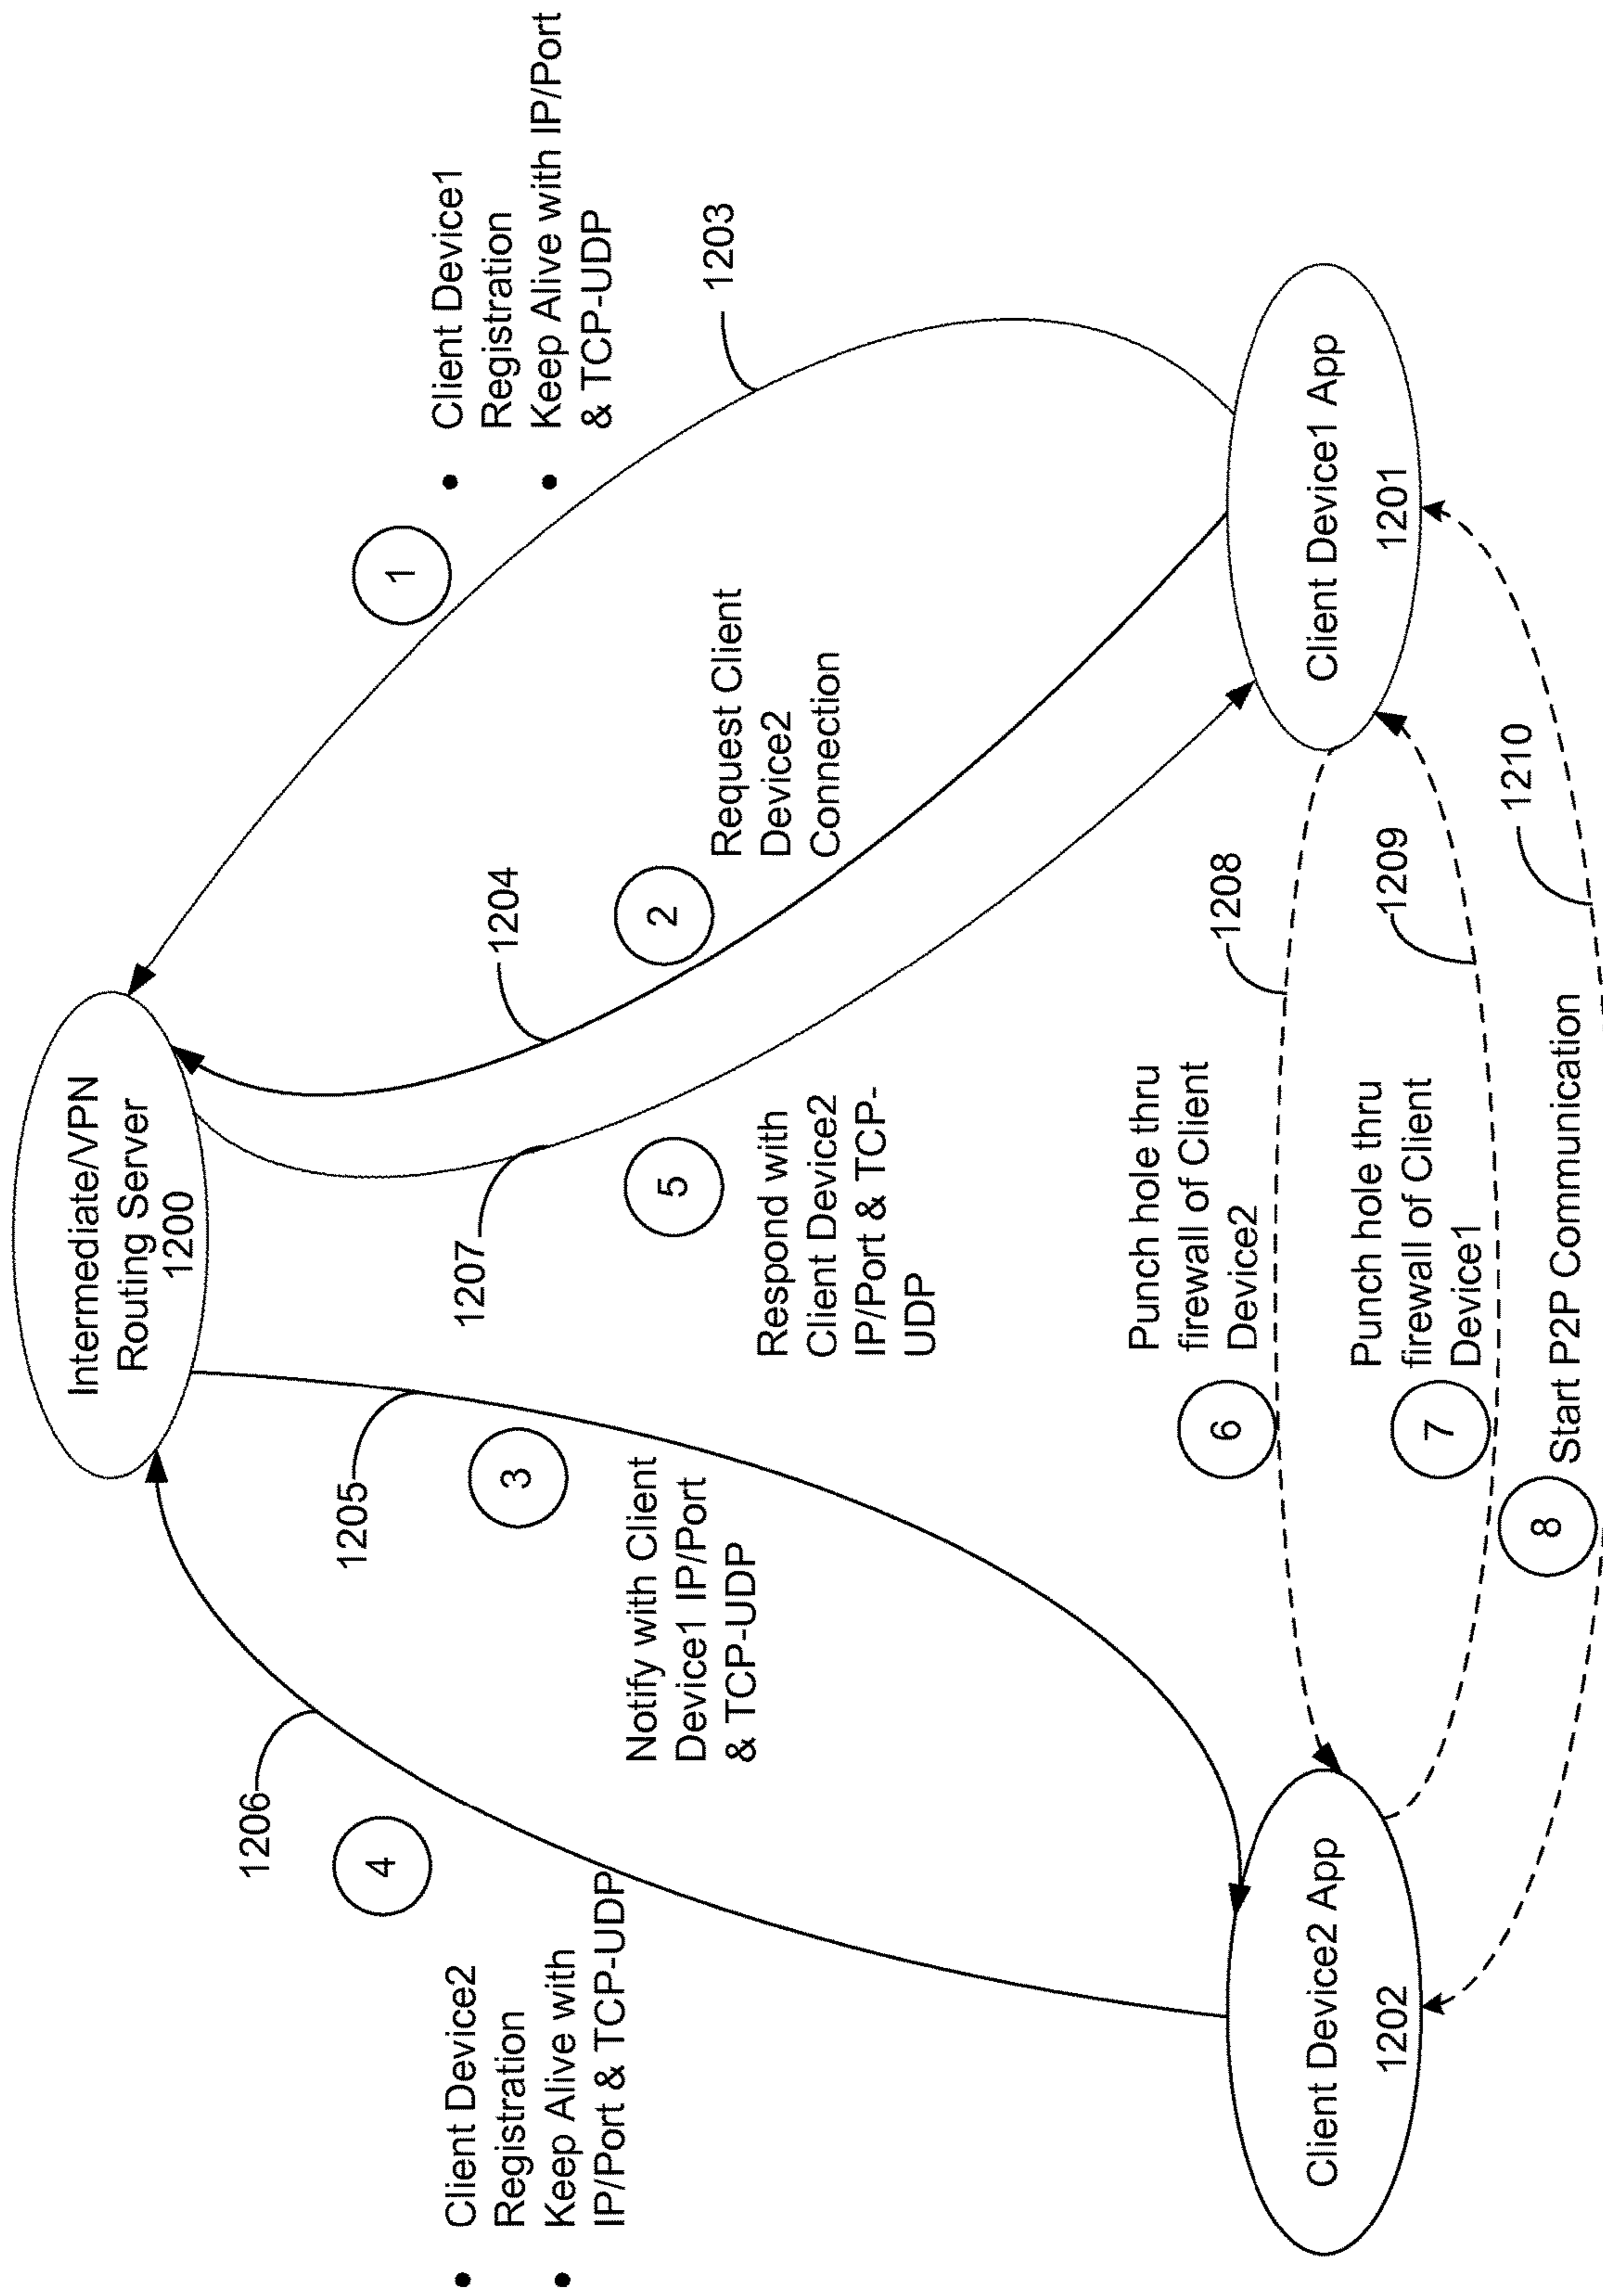 Intermediate/VPN
Routing Server
1200
1
• Client Device1
Registration
• Keep Alive with IP/Port
& TCP-UDP
1203
1204
2
Request Client
Device2
Connection
1205
3
Notify with Client
Device1 IP/Port
& TCP-UDP
1206
4
• Client Device2
Registration
• Keep Alive with
IP/Port & TCP-UDP
1207
5
Respond with
Client Device2
IP/Port & TCP-
UDP
1208
6
Punch hole thru
firewall of Client
Device2
1209
7
Punch hole thru
firewall of Client
Device1
1210
8
Start P2P Communication
Client Device2 App
1202
Client Device1 App
1201